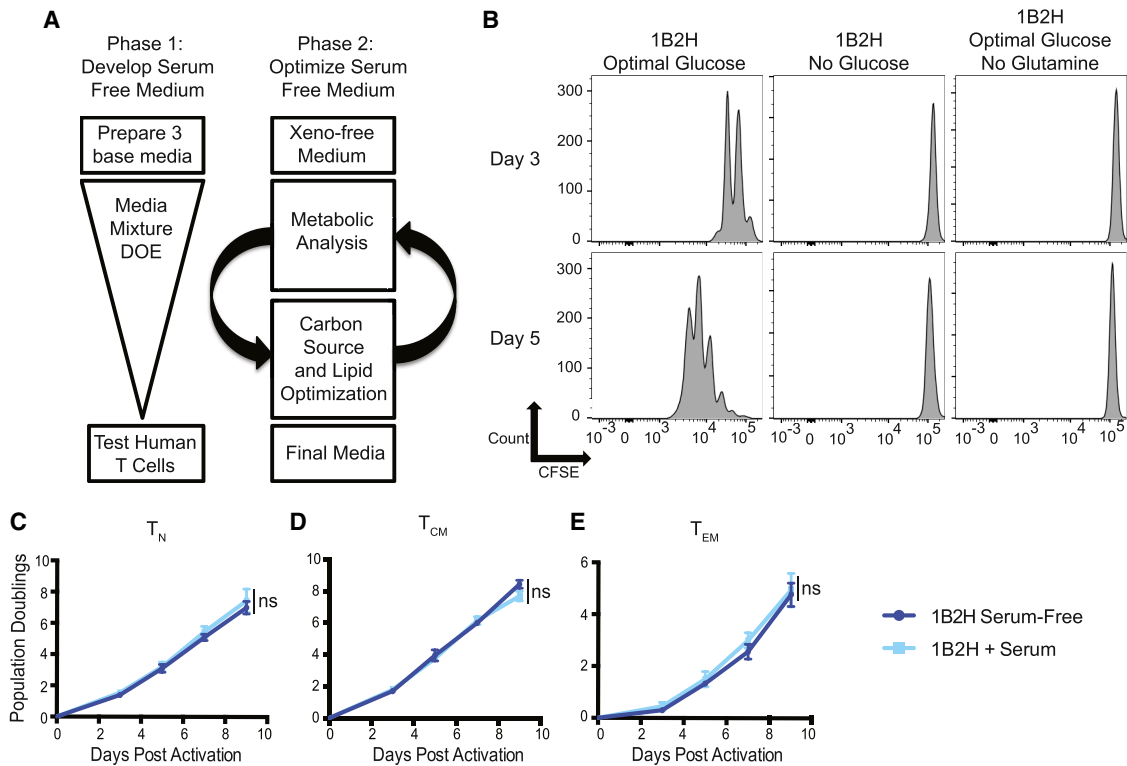 A
Phase 1:
Develop Serum
Free Medium
Prepare 3
base media
Media
Mixture
DOE
Test Human
T Cells
Phase 2:
Optimize Serum
Free Medium
Xeno-free
Medium
Metabolic
Analysis
Carbon
Source
and Lipid
Optimization
Final Media
B
1B2H
Optimal Glucose
1B2H
No Glucose
1B2H
Optimal Glucose
No Glutamine
Day 3
300
200
100
0
Day 5
300
200
100
0
10^-3 0 10^3 10^4 10^5
10^-3 0 10^3 10^4 10^5
10^-3 0 10^3 10^4 10^5
Count
CFSE
C
T_N
Population Doublings
10
8
6
4
2
0
ns
0 2 4 6 8 10
Days Post Activation
D
T_CM
10
8
6
4
2
0
ns
0 2 4 6 8 10
Days Post Activation
E
T_EM
6
4
2
0
ns
0 2 4 6 8 10
Days Post Activation
1B2H Serum-Free
1B2H + Serum